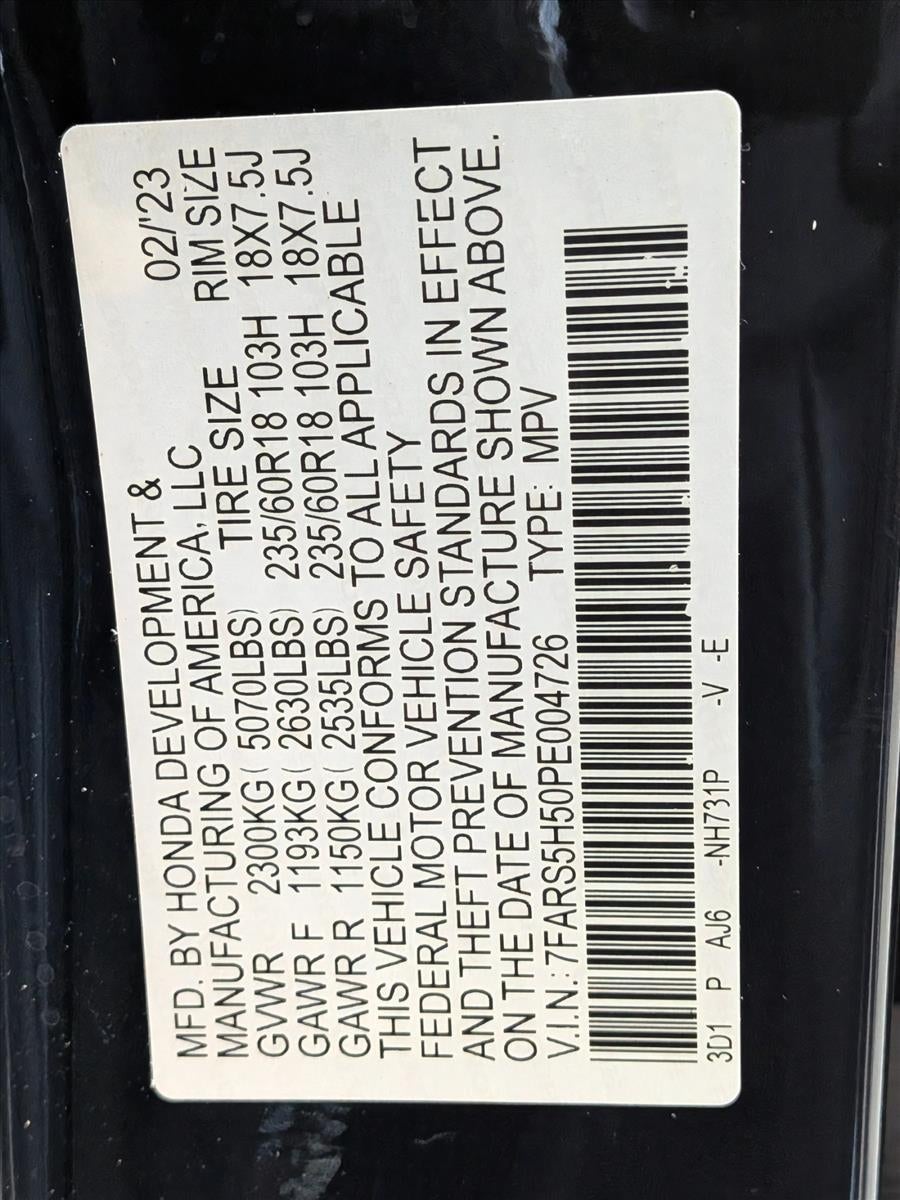 MFD. BY HONDA DEVELOPMENT & 02/'23
MANUFACTURING OF AMERICA, LLC
TIRE SIZE RIM SIZE
GVWR 2300KG( 5070LBS)
GAWR F 1193KG( 2630LBS) 235/60R18 103H 18X7.5J
GAWR R 1150KG( 2535LBS) 235/60R18 103H 18X7.5J
THIS VEHICLE CONFORMS TO ALL APPLICABLE
FEDERAL MOTOR VEHICLE SAFETY
AND THEFT PREVENTION STANDARDS IN EFFECT
ON THE DATE OF MANUFACTURE SHOWN ABOVE.
V.I.N.: 7FARS5H50PE004726 TYPE: MPV
3D1 P AJ6 -NH731P -V -E